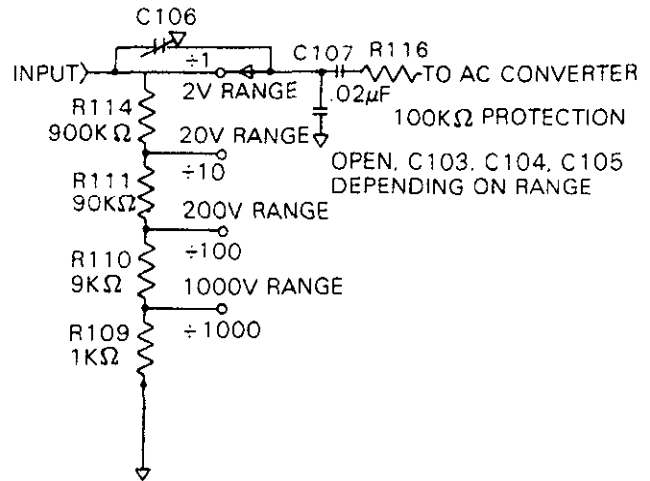 C106
C107
R116
INPUT
÷1
TO AC CONVERTER
2V RANGE
.02µF
R114
900KΩ
100KΩ PROTECTION
20V RANGE
÷10
OPEN, C103. C104, C105
DEPENDING ON RANGE
R111
90KΩ
200V RANGE
÷100
R110
9KΩ
1000V RANGE
÷1000
R109
1KΩ